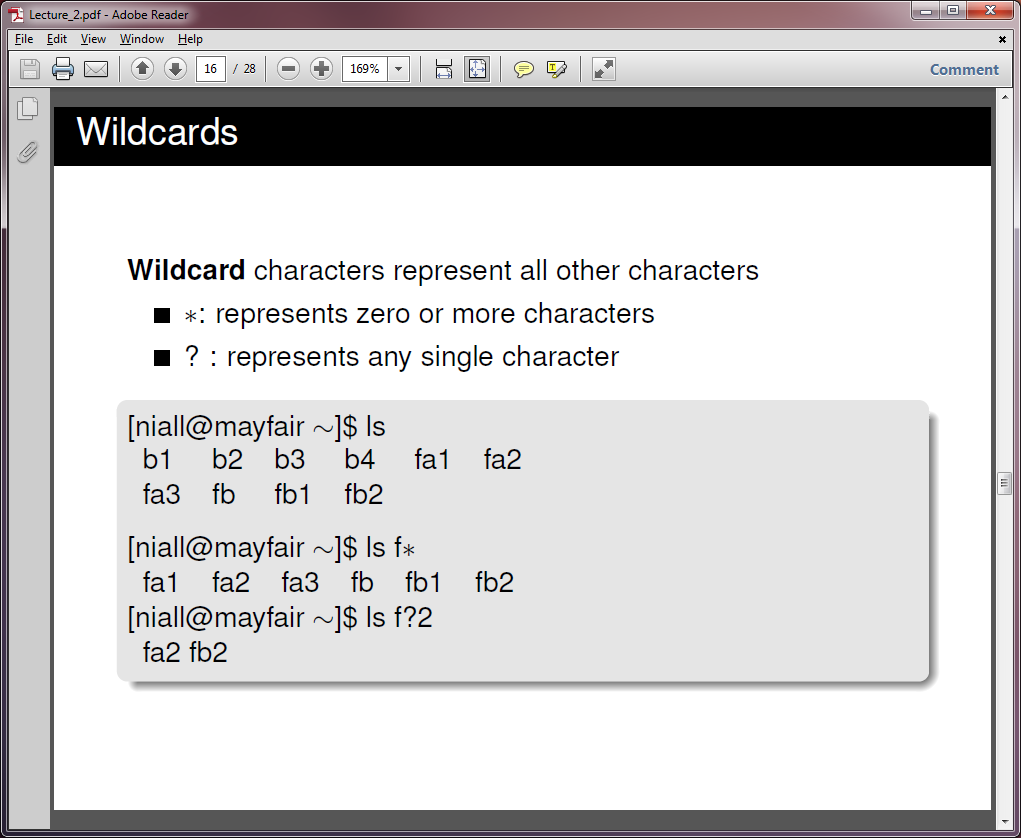 Lecture_2.pdf - Adobe Reader
File Edit View Window Help
16 / 28 169% Comment
Wildcards
Wildcard characters represent all other characters
∗: represents zero or more characters
? : represents any single character
[niall@mayfair ∼]$ ls
b1 b2 b3 b4 fa1 fa2
fa3 fb fb1 fb2
[niall@mayfair ∼]$ ls f∗
fa1 fa2 fa3 fb fb1 fb2
[niall@mayfair ∼]$ ls f?2
fa2 fb2